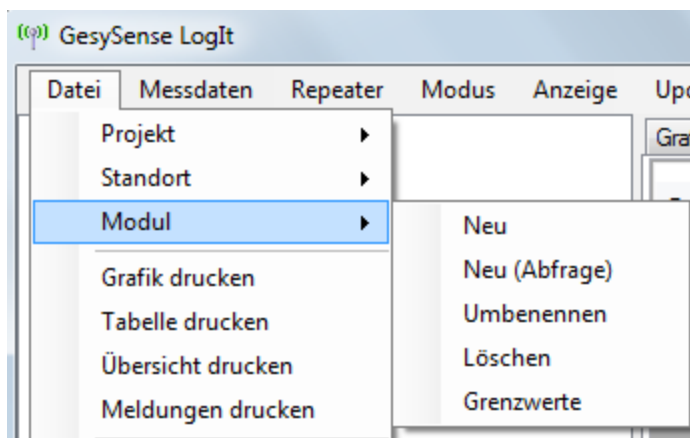 GesySense LogIt
Datei Messdaten Repeater Modus Anzeige
Projekt
Standort
Modul
Neu
Neu (Abfrage)
Umbenennen
Löschen
Grenzwerte
Grafik drucken
Tabelle drucken
Übersicht drucken
Meldungen drucken